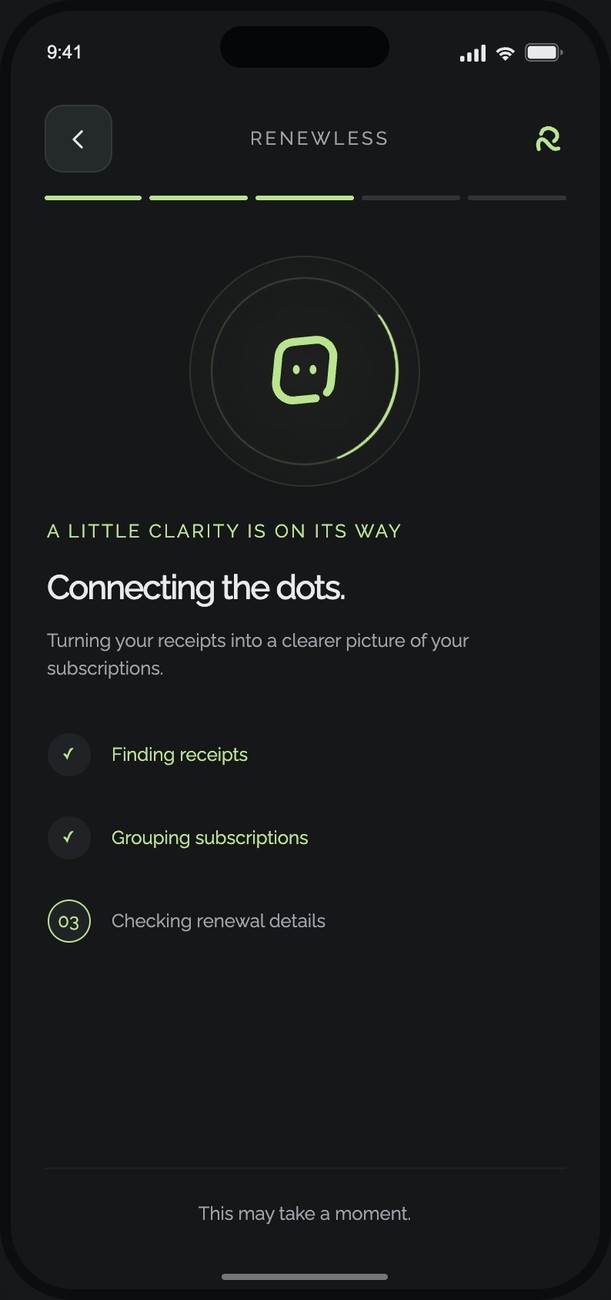 9:41
RENEWLESS
A LITTLE CLARITY IS ON ITS WAY
Connecting the dots.
Turning your receipts into a clearer picture of your
subscriptions.
✓ Finding receipts
✓ Grouping subscriptions
03 Checking renewal details
This may take a moment.